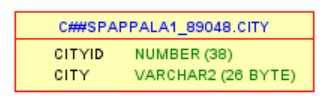 C##SPAPPALA1_89048.CITY
CITYID NUMBER (38)
CITY VARCHAR2 (26 BYTE)